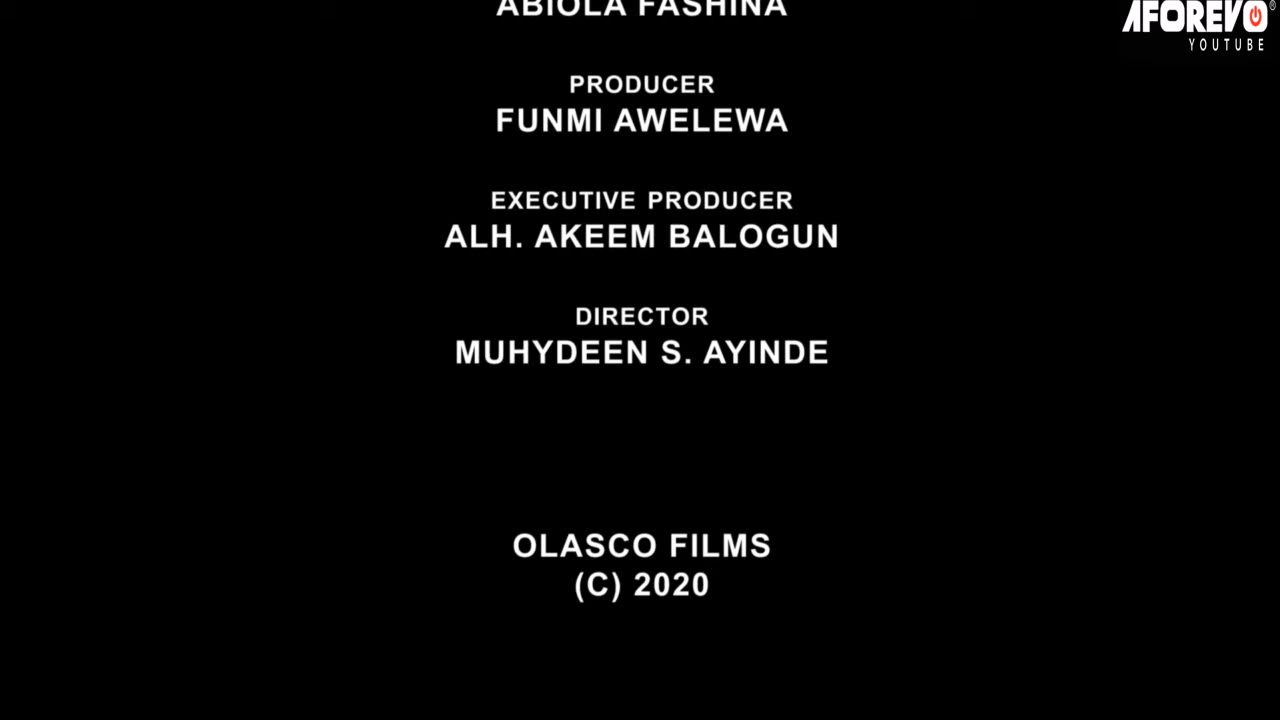 ABIOLA FASHINA
AFOREVO®
YOUTUBE
PRODUCER
FUNMI AWELEWA
EXECUTIVE PRODUCER
ALH. AKEEM BALOGUN
DIRECTOR
MUHYDEEN S. AYINDE
OLASCO FILMS
(C) 2020